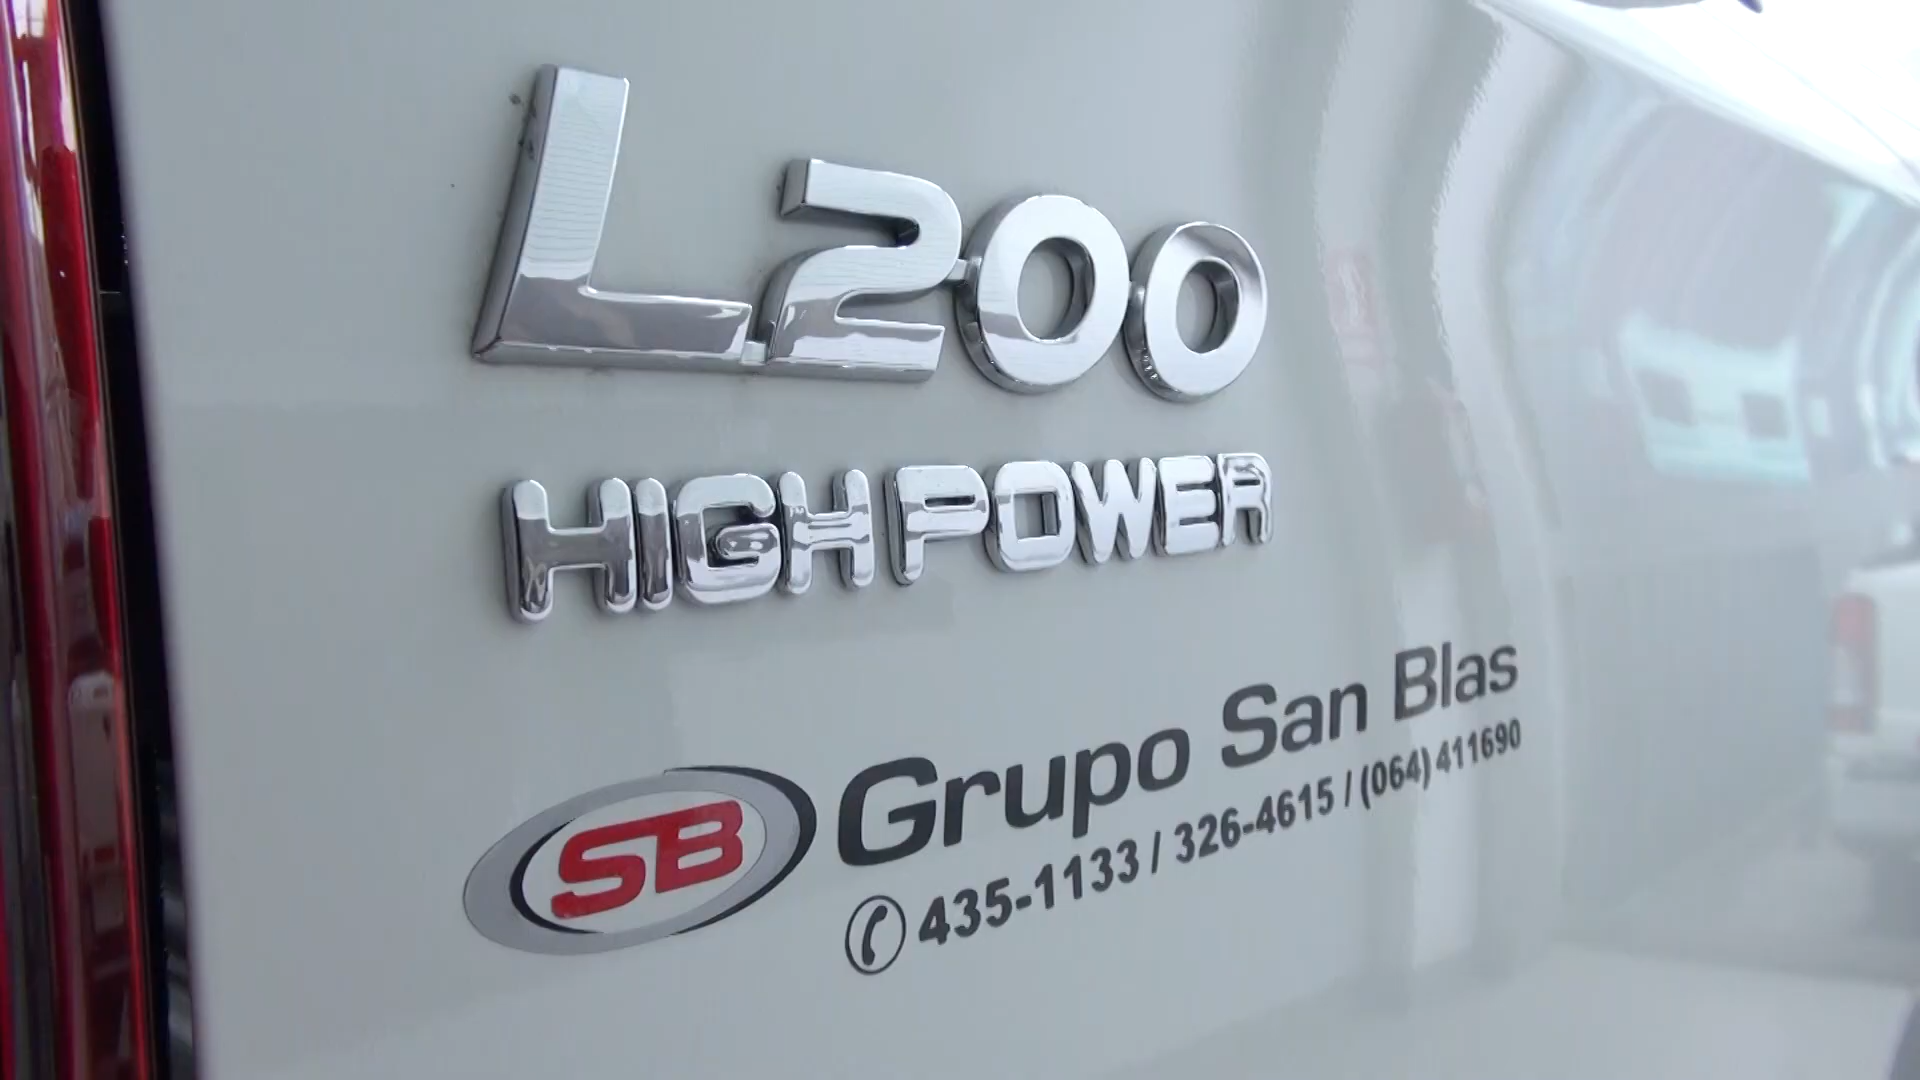 L200
HIGH POWER
SB Grupo San Blas
435-1133 / 326-4615 / (064) 411690